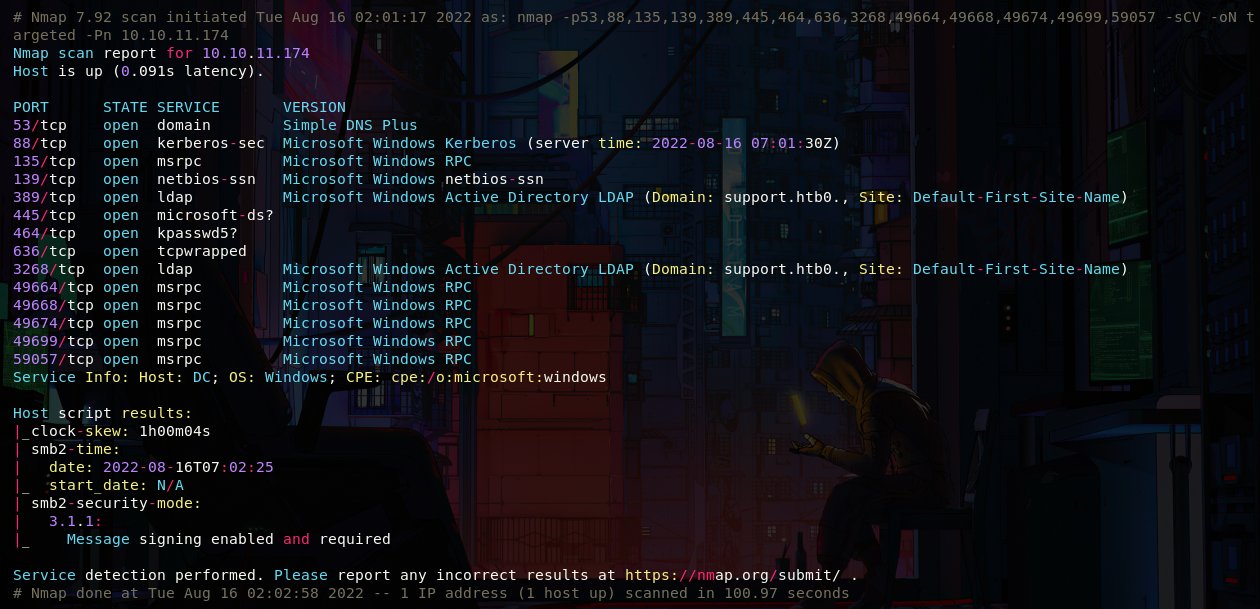 # Nmap 7.92 scan initiated Tue Aug 16 02:01:17 2022 as: nmap -p53,88,135,139,389,445,464,636,3268,49664,49668,49674,49699,59057 -sCV -oN t
argeted -Pn 10.10.11.174
Nmap scan report for 10.10.11.174
Host is up (0.091s latency).
PORT      STATE SERVICE       VERSION
53/tcp    open  domain        Simple DNS Plus
88/tcp    open  kerberos-sec  Microsoft Windows Kerberos (server time: 2022-08-16 07:01:30Z)
135/tcp   open  msrpc         Microsoft Windows RPC
139/tcp   open  netbios-ssn   Microsoft Windows netbios-ssn
389/tcp   open  ldap          Microsoft Windows Active Directory LDAP (Domain: support.htb0., Site: Default-First-Site-Name)
445/tcp   open  microsoft-ds?
464/tcp   open  kpasswd5?
636/tcp   open  tcpwrapped
3268/tcp  open  ldap          Microsoft Windows Active Directory LDAP (Domain: support.htb0., Site: Default-First-Site-Name)
49664/tcp open  msrpc         Microsoft Windows RPC
49668/tcp open  msrpc         Microsoft Windows RPC
49674/tcp open  msrpc         Microsoft Windows RPC
49699/tcp open  msrpc         Microsoft Windows RPC
59057/tcp open  msrpc         Microsoft Windows RPC
Service Info: Host: DC; OS: Windows; CPE: cpe:/o:microsoft:windows
Host script results:
|_clock-skew: 1h00m04s
| smb2-time:
|   date: 2022-08-16T07:02:25
|_  start_date: N/A
| smb2-security-mode:
|   3.1.1:
|_    Message signing enabled and required
Service detection performed. Please report any incorrect results at https://nmap.org/submit/ .
# Nmap done at Tue Aug 16 02:02:58 2022 -- 1 IP address (1 host up) scanned in 100.97 seconds